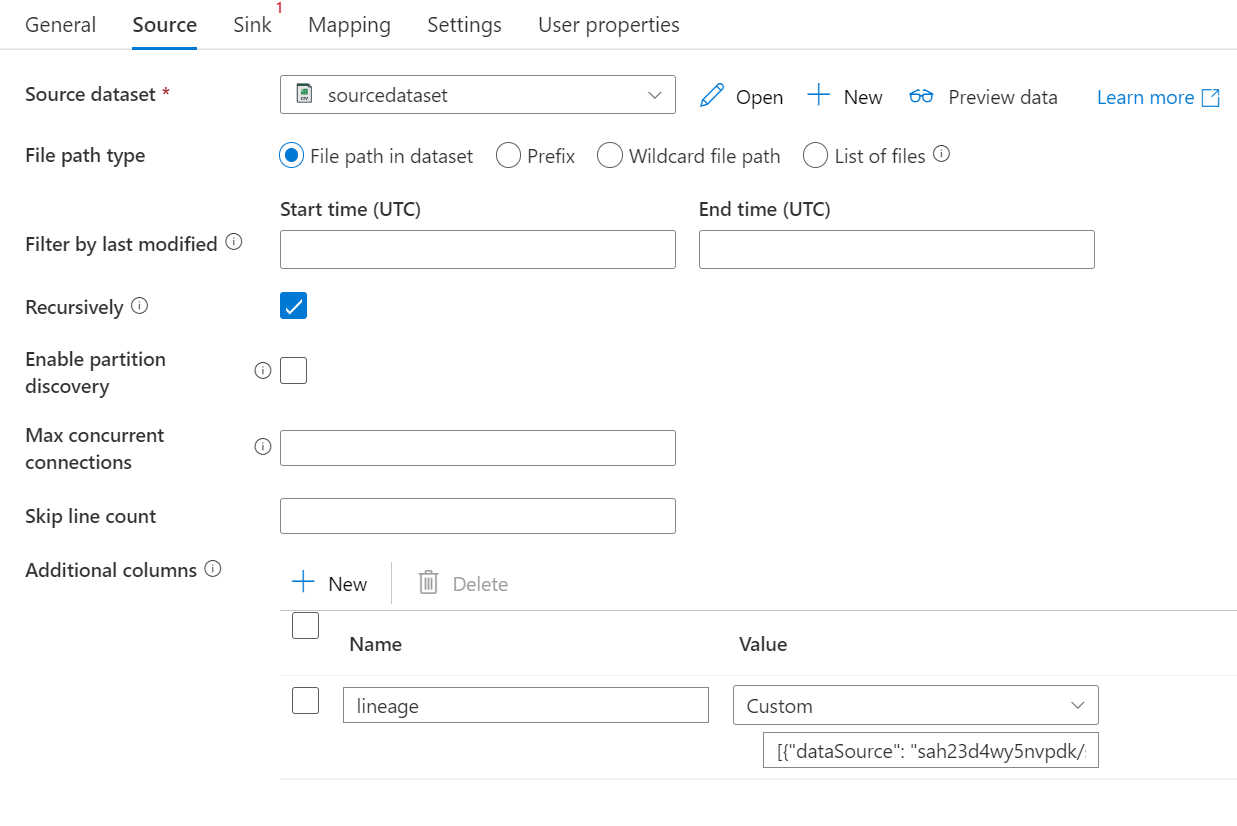 General Source Sink 1 Mapping Settings User properties
Source dataset * sourcedataset Open New Preview data Learn more
File path type File path in dataset Prefix Wildcard file path List of files
Start time (UTC) End time (UTC)
Filter by last modified
Recursively
Enable partition
discovery
Max concurrent
connections
Skip line count
Additional columns New Delete
Name Value
lineage Custom
[{"dataSource": "sah23d4wy5nvpdk/